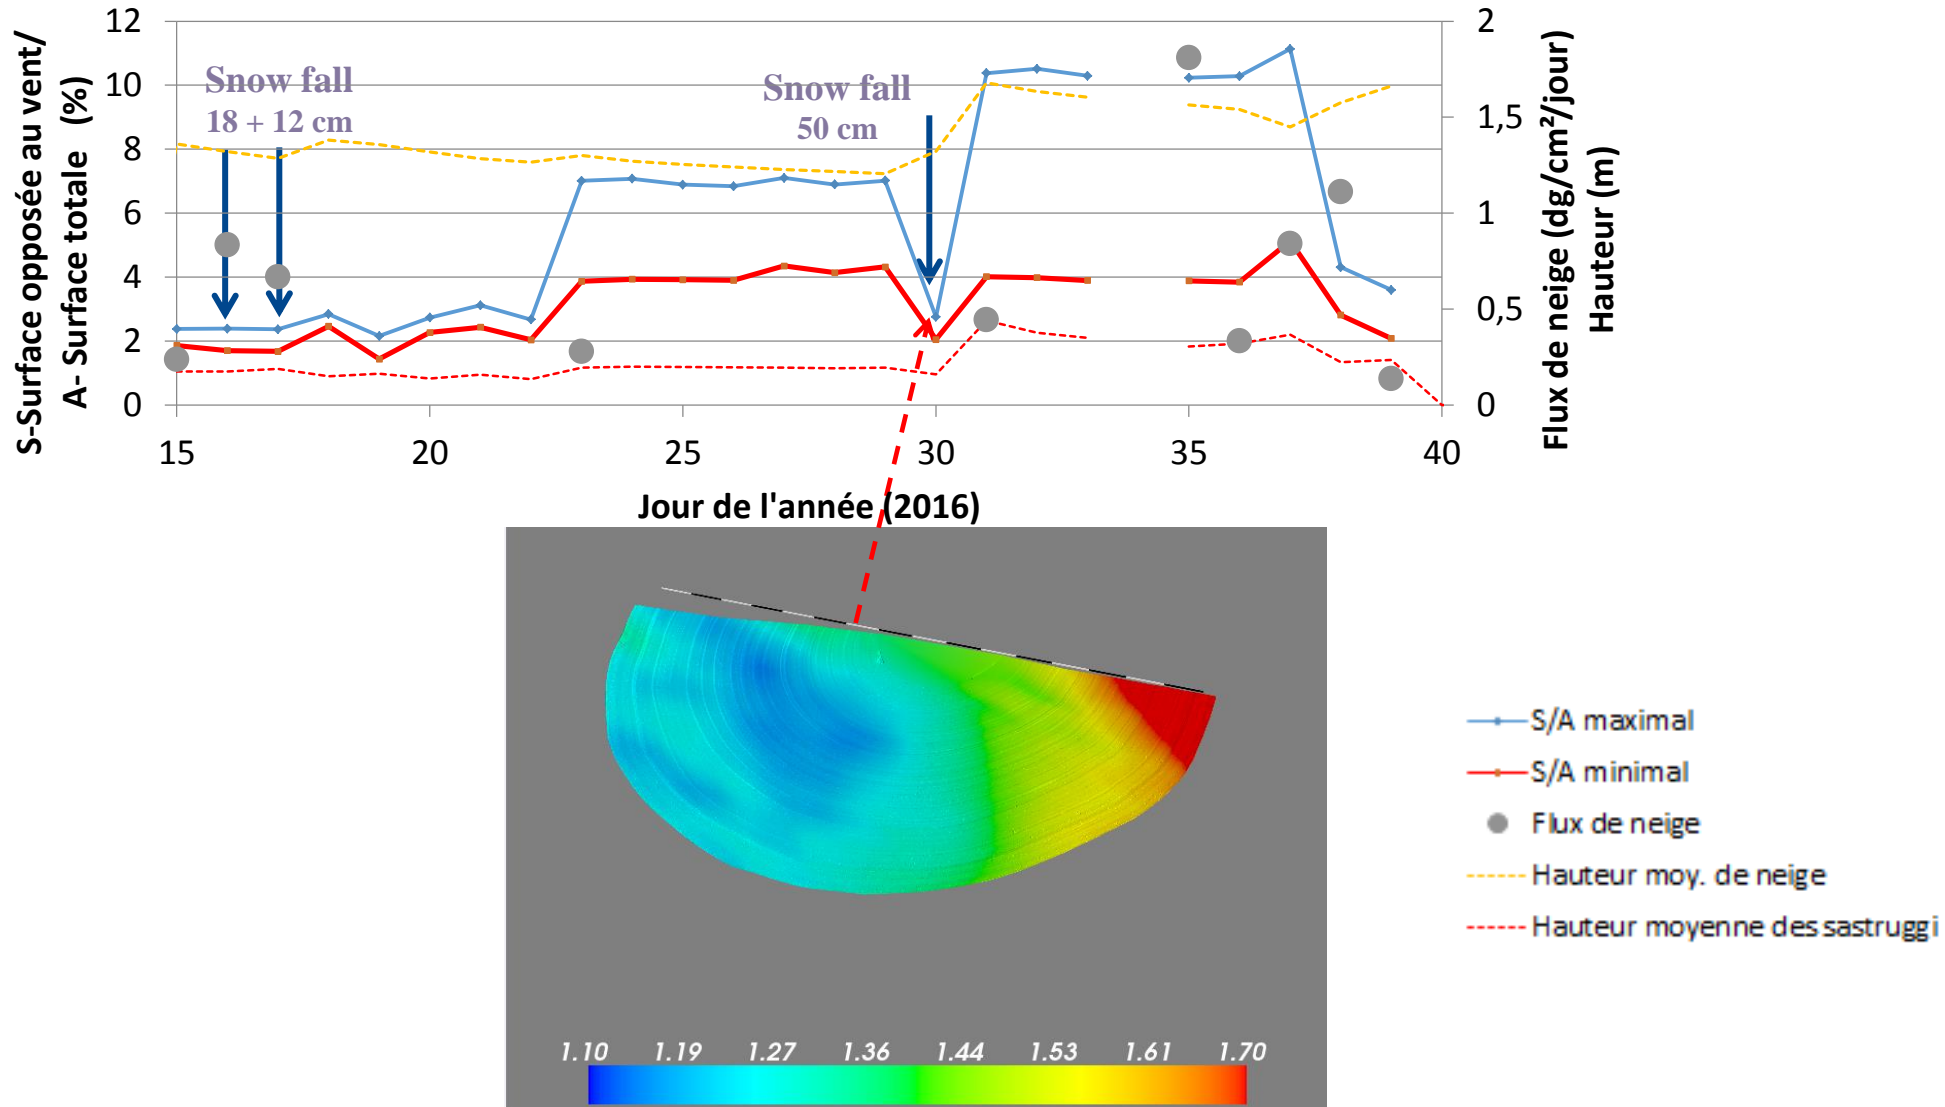 S-Surface opposée au vent/
A- Surface totale (%)
12
10
8
6
4
2
0
Snow fall
18 + 12 cm
Snow fall
50 cm
2
1,5
1
0,5
0
Flux de neige (dg/cm²/jour)
Hauteur (m)
15 20 25 30 35 40
Jour de l'année (2016)
S/A maximal
S/A minimal
Flux de neige
Hauteur moy. de neige
Hauteur moyenne des sastruggi
1.10 1.19 1.27 1.36 1.44 1.53 1.61 1.70